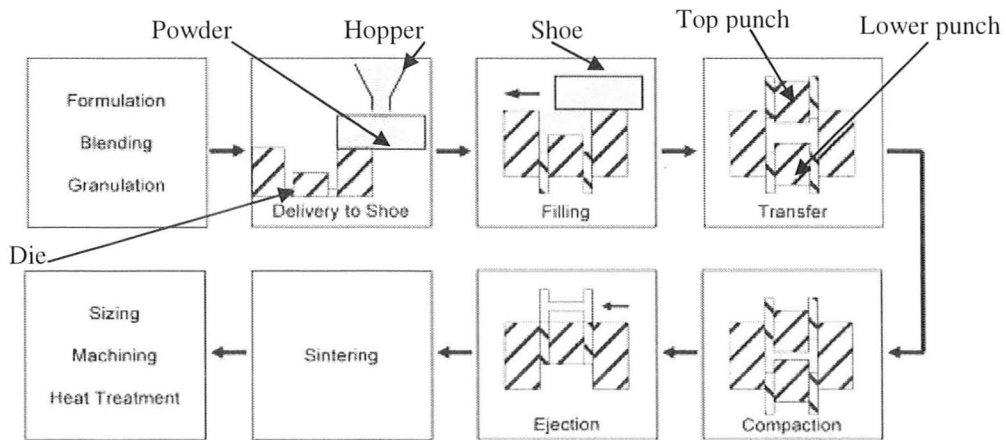 Powder
Hopper
Shoe
Top punch
Lower punch
Formulation
Blending
Granulation
Delivery to Shoe
Filling
Transfer
Die
Sizing
Machining
Heat Treatment
Sintering
Ejection
Compaction